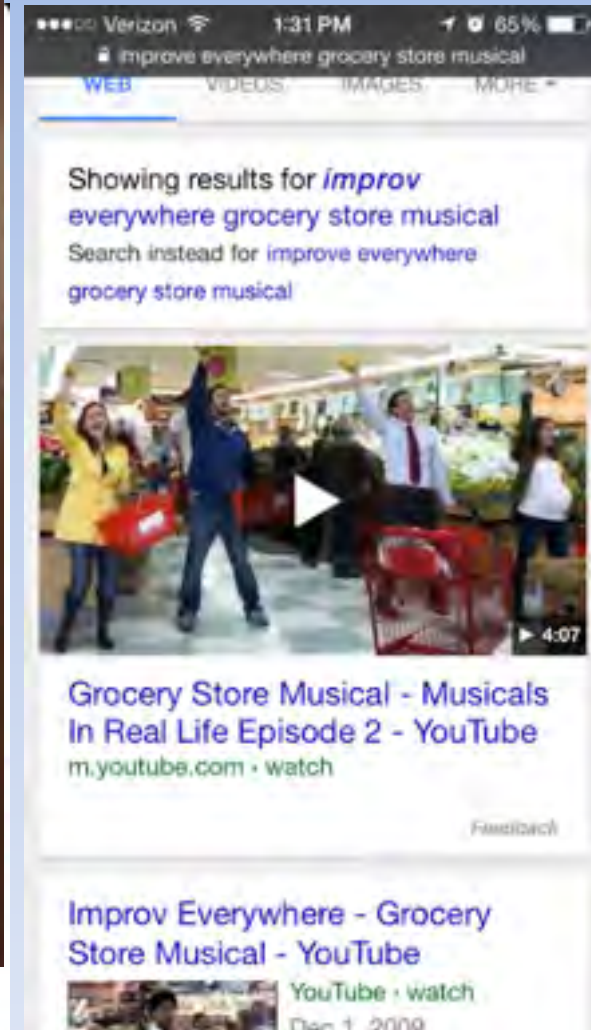 Verizon 1:31 PM 65%
improve everywhere grocery store musical
WEB VIDEOS IMAGES MORE
Showing results for improv
everywhere grocery store musical
Search instead for improve everywhere
grocery store musical
4:07
Grocery Store Musical - Musicals
In Real Life Episode 2 - YouTube
m.youtube.com · watch
Feedback
Improv Everywhere - Grocery
Store Musical - YouTube
YouTube · watch
Dec 1, 2009